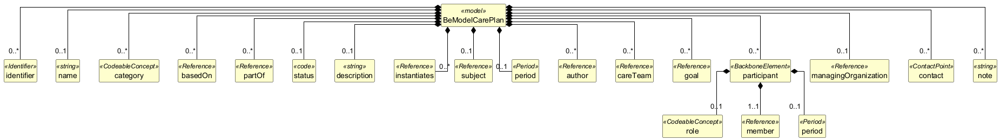 «model»
BeModelCarePlan
0..*
0..1
0..*
0..*
0..*
0..1
0..1
0..*
0..1
0..1
0..*
0..*
0..*
0..*
0..1
0..*
0..*
«Identifier»
identifier
«string»
name
«CodeableConcept»
category
«Reference»
basedOn
«Reference»
partOf
«code»
status
«string»
description
«Reference»
instantiates
«Reference»
subject
«Period»
period
«Reference»
author
«Reference»
careTeam
«Reference»
goal
«BackboneElement»
participant
«Reference»
managingOrganization
«ContactPoint»
contact
«string»
note
0..1
1..1
0..1
«CodeableConcept»
role
«Reference»
member
«Period»
period